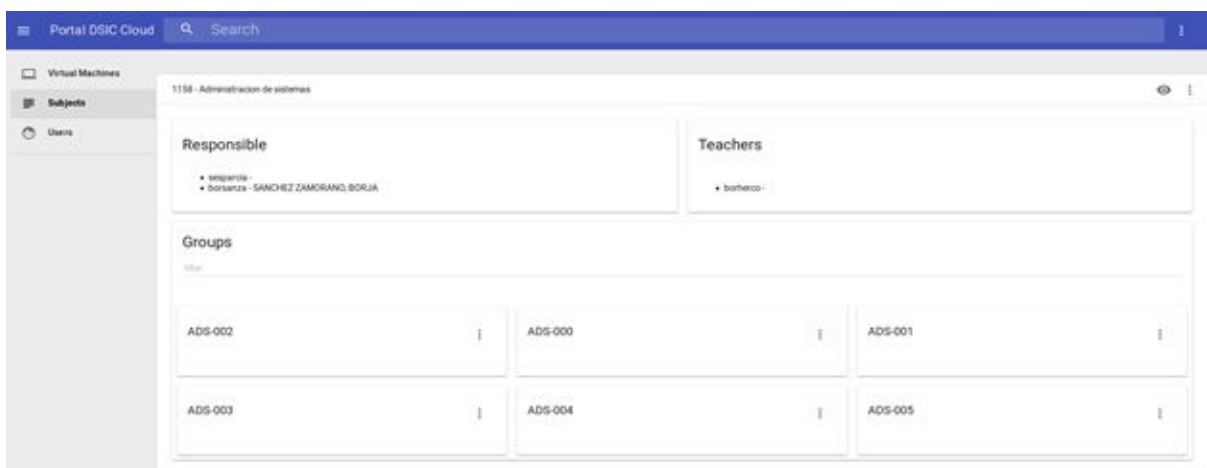 Portal DSIC Cloud
Search
Virtual Machines
Subjects
Users
1158 - Administracion de sistemas
Responsible
sesparcia -
borsanza - SANCHEZ ZAMORANO, BORJA
Teachers
borherco -
Groups
filter
ADS-002
ADS-000
ADS-001
ADS-003
ADS-004
ADS-005